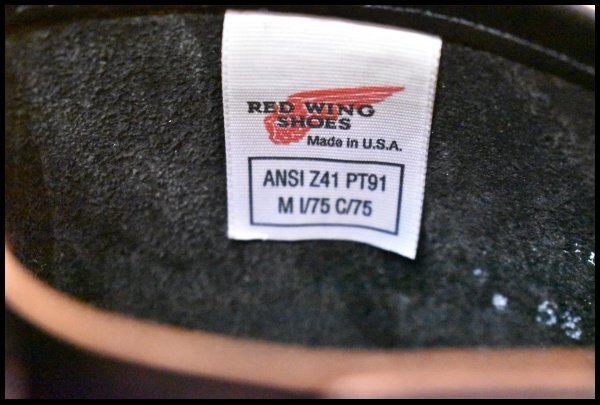 RED WING
SHOES
Made in U.S.A.
ANSI Z41 PT91
M I/75 C/75